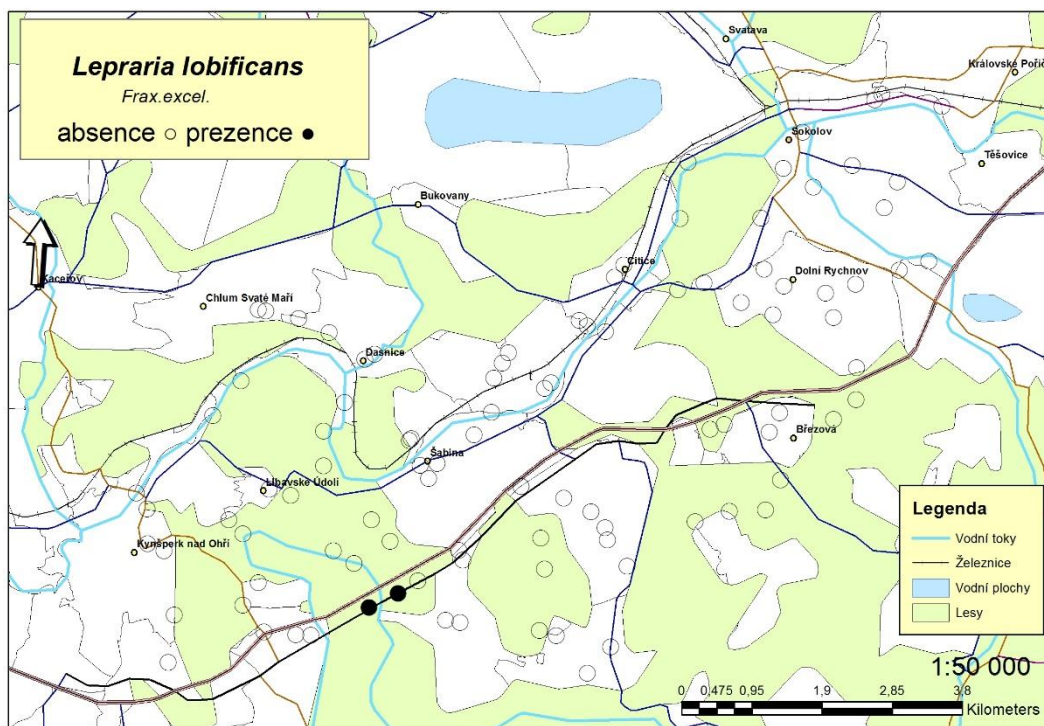 Lepraria lobificans
Frax.excel.
absence prezence
Svatava
Královské Poříč
Sokolov
Těšovice
Bukovany
Citice
Dolní Rychnov
Kaceřov
Chlum Svaté Maří
Dasnice
Březová
Šabina
Libavské Údolí
Kynšperk nad Ohří
Legenda
Vodní toky
Železnice
Vodní plochy
Lesy
1:50 000
0 0,475 0,95 1,9 2,85 3,8
Kilometers